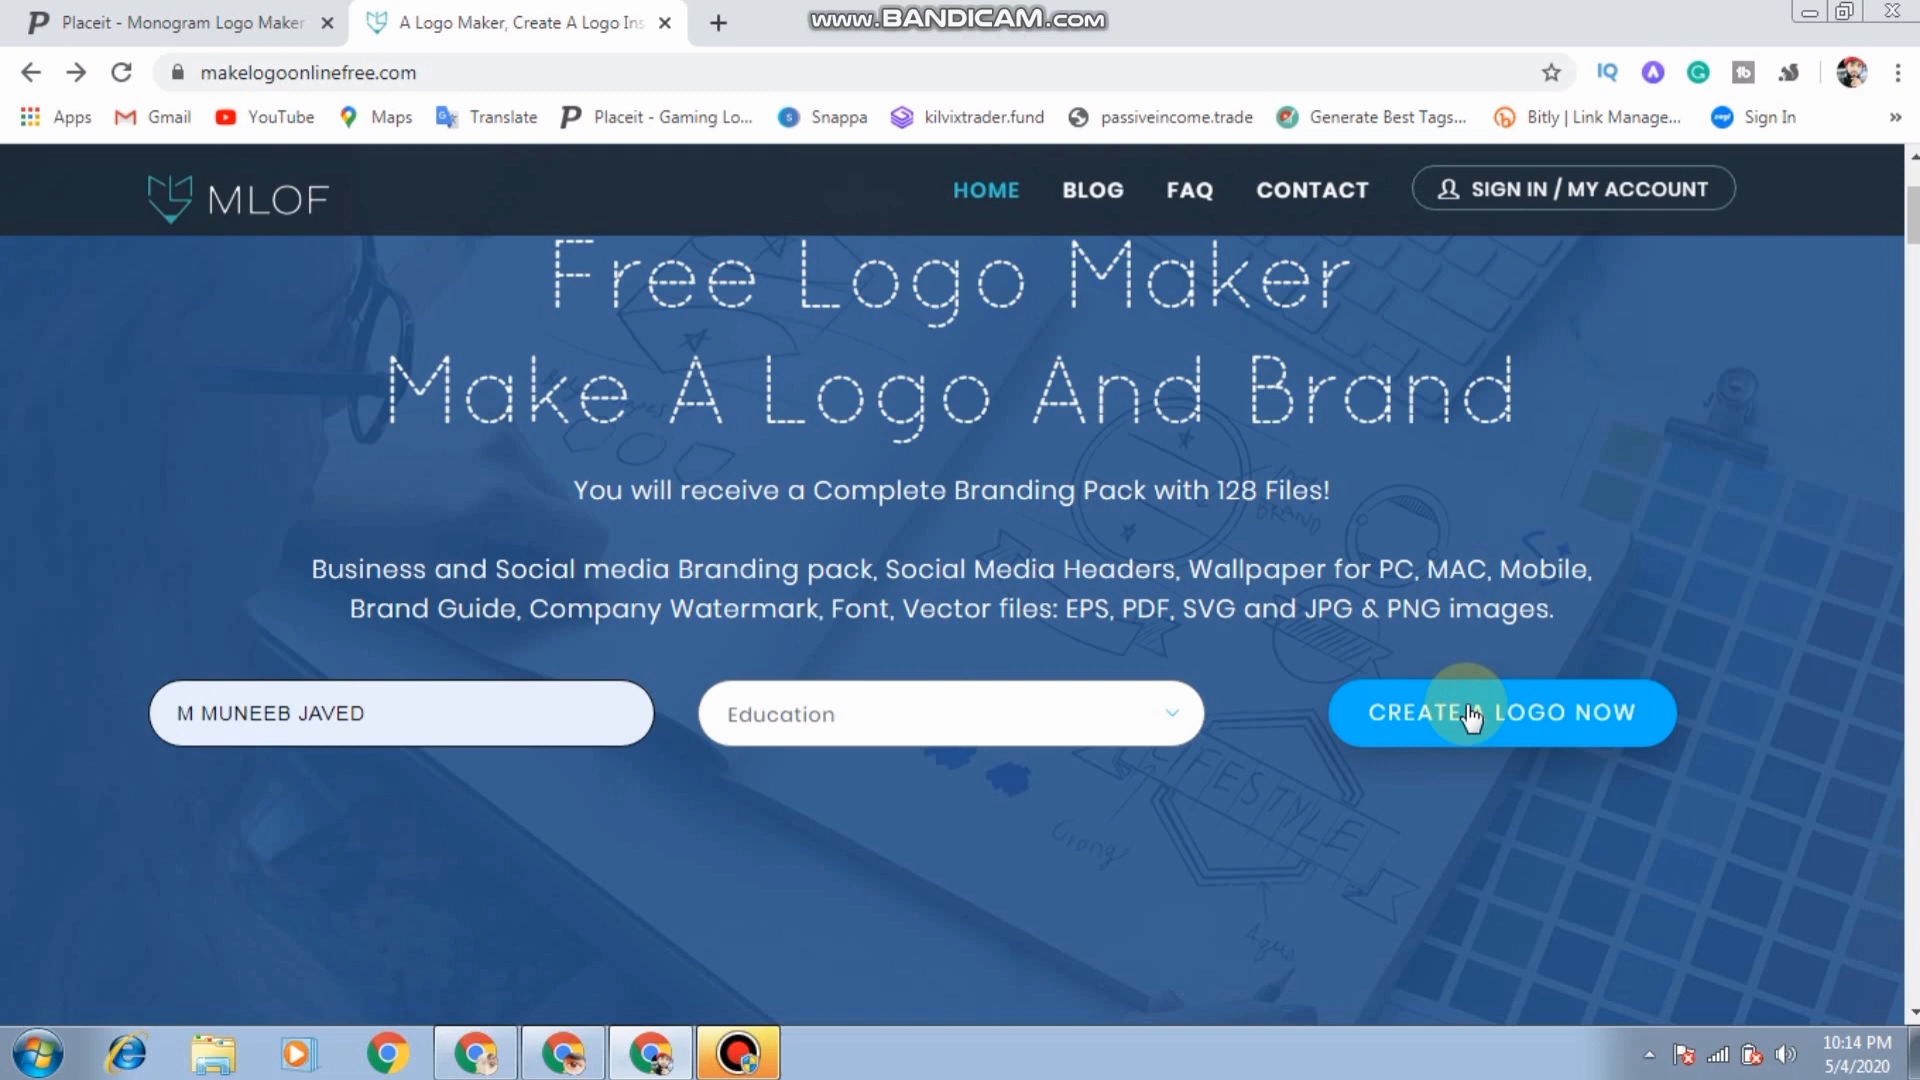 Placeit - Monogram Logo Maker
A Logo Maker, Create A Logo Ins
www.BANDICAM.com
makelogoonlinefree.com
IQ
tb
Apps
Gmail
YouTube
Maps
Translate
Placeit - Gaming Lo...
Snappa
kilvixtrader.fund
passiveincome.trade
Generate Best Tags...
Bitly | Link Manage...
Sign In
MLOF
HOME
BLOG
FAQ
CONTACT
SIGN IN / MY ACCOUNT
Free Logo Maker
Make A Logo And Brand
You will receive a Complete Branding Pack with 128 Files!
Business and Social media Branding pack, Social Media Headers, Wallpaper for PC, MAC, Mobile,
Brand Guide, Company Watermark, Font, Vector files: EPS, PDF, SVG and JPG & PNG images.
M MUNEEB JAVED
Education
CREATE A LOGO NOW
10:14 PM
5/4/2020